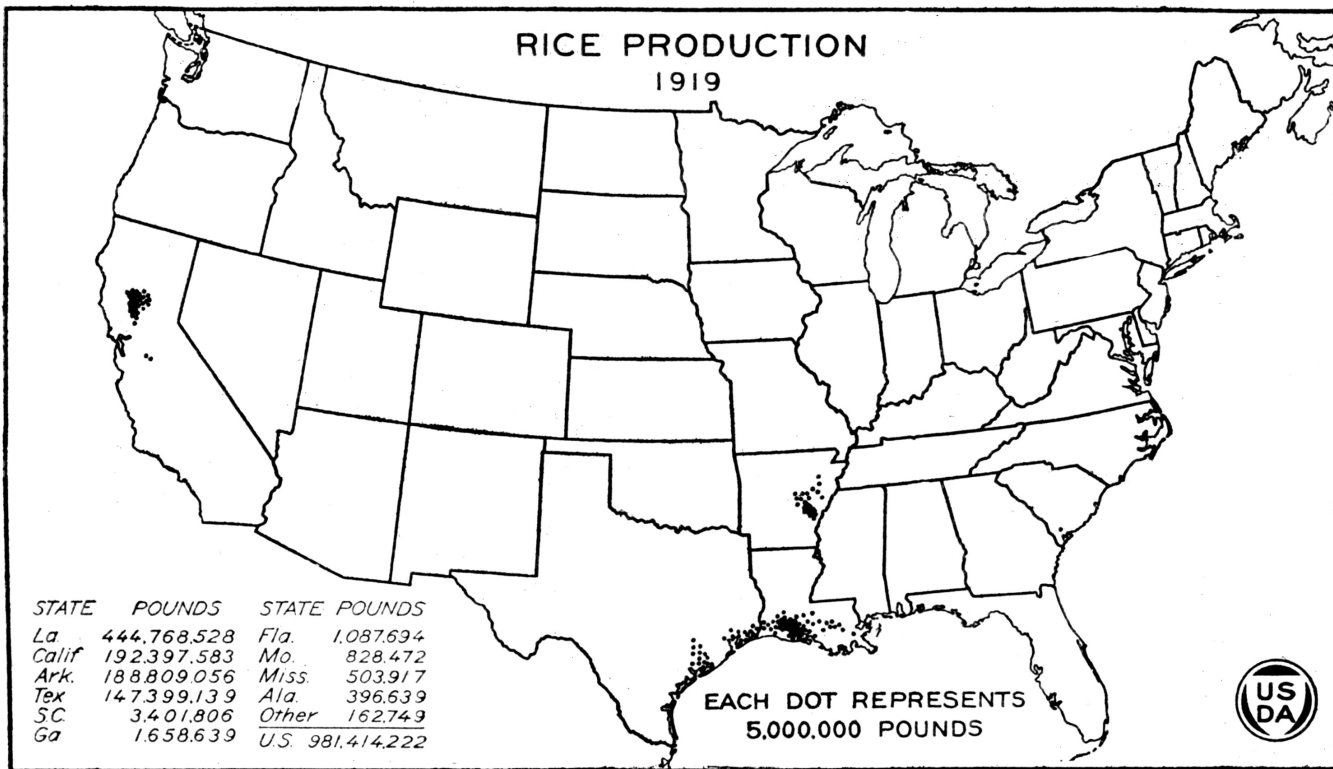 RICE PRODUCTION
1919
STATE POUNDS STATE POUNDS
La. 444,768,528 Fla. 1,087,694
Calif 192,397,583 Mo. 828,472
Ark. 188,809,056 Miss. 503,917
Tex 147,399,139 Ala. 396,639
S.C. 3,401,806 Other 162,749
Ga 1,658,639 U.S. 981,414,222
EACH DOT REPRESENTS
5,000,000 POUNDS
US
DA